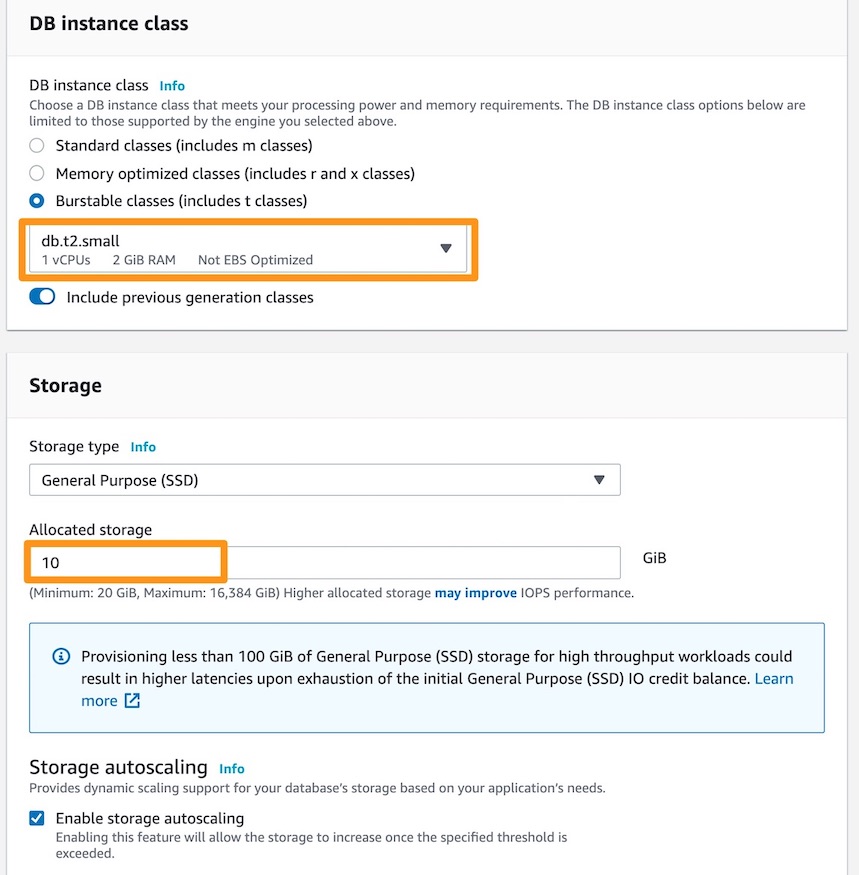 DB instance class
DB instance class Info
Choose a DB instance class that meets your processing power and memory requirements. The DB instance class options below are
limited to those supported by the engine you selected above.
Standard classes (includes m classes)
Memory optimized classes (includes r and x classes)
Burstable classes (includes t classes)
db.t2.small
1 vCPUs 2 GiB RAM Not EBS Optimized
Include previous generation classes
Storage
Storage type Info
General Purpose (SSD)
Allocated storage
10 GiB
(Minimum: 20 GiB, Maximum: 16,384 GiB) Higher allocated storage may improve IOPS performance.
Provisioning less than 100 GiB of General Purpose (SSD) storage for high throughput workloads could
result in higher latencies upon exhaustion of the initial General Purpose (SSD) IO credit balance. Learn
more
Storage autoscaling Info
Provides dynamic scaling support for your database's storage based on your application's needs.
Enable storage autoscaling
Enabling this feature will allow the storage to increase once the specified threshold is
exceeded.